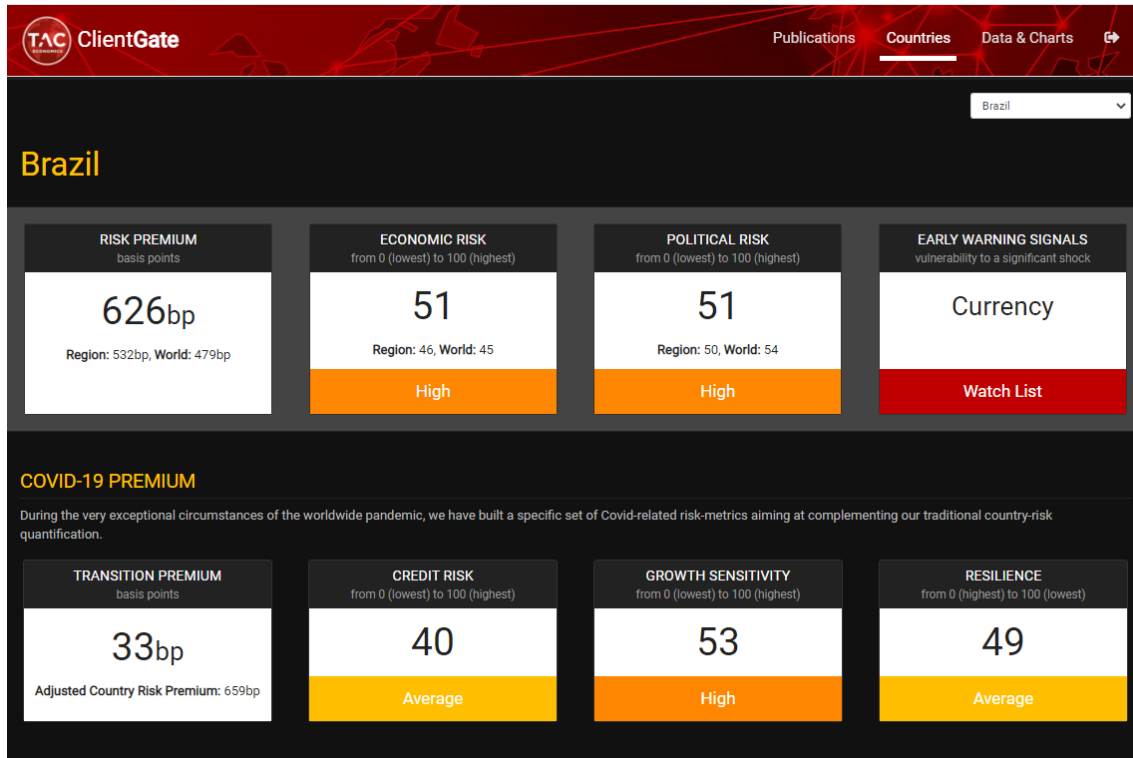 TAC
ECONOMICS
ClientGate
Publications
Countries
Data & Charts
Brazil
Brazil
RISK PREMIUM
basis points
626bp
Region: 532bp, World: 479bp
ECONOMIC RISK
from 0 (lowest) to 100 (highest)
51
Region: 46, World: 45
High
POLITICAL RISK
from 0 (lowest) to 100 (highest)
51
Region: 50, World: 54
High
EARLY WARNING SIGNALS
vulnerability to a significant shock
Currency
Watch List
COVID-19 PREMIUM
During the very exceptional circumstances of the worldwide pandemic, we have built a specific set of Covid-related risk-metrics aiming at complementing our traditional country-risk
quantification.
TRANSITION PREMIUM
basis points
33bp
Adjusted Country Risk Premium: 659bp
CREDIT RISK
from 0 (lowest) to 100 (highest)
40
Average
GROWTH SENSITIVITY
from 0 (lowest) to 100 (highest)
53
High
RESILIENCE
from 0 (highest) to 100 (lowest)
49
Average